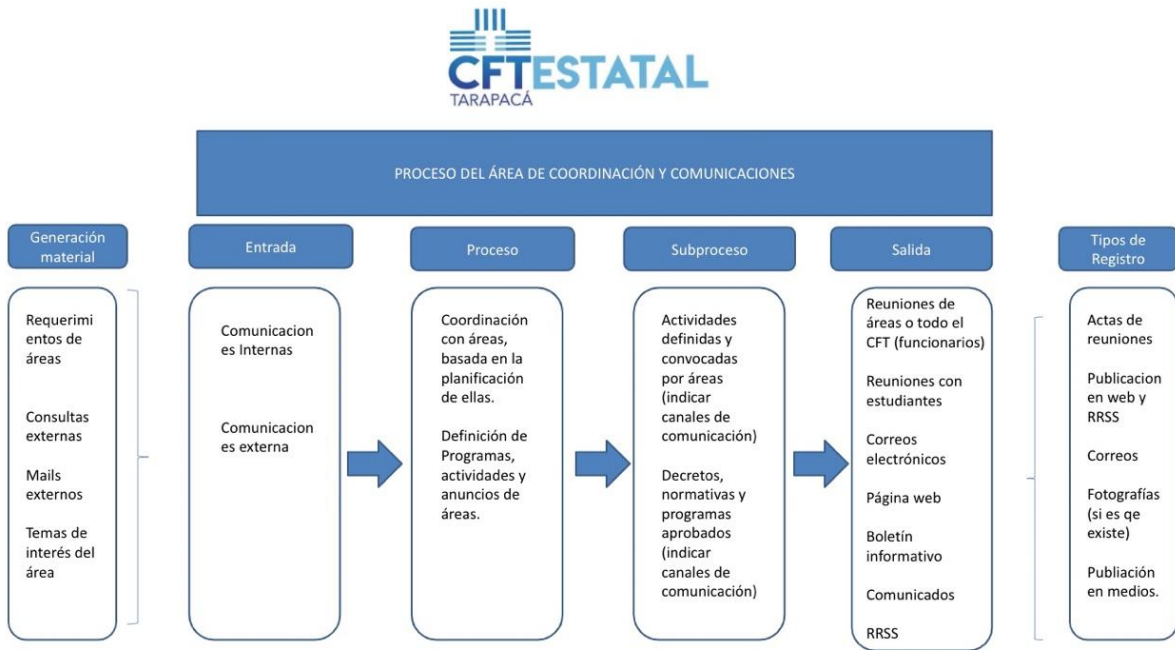 CFTESTATAL
TARAPACÁ
PROCESO DEL ÁREA DE COORDINACIÓN Y COMUNICACIONES
Generación
material
Entrada
Proceso
Subproceso
Salida
Tipos de
Registro
Requerimi
entos de
áreas
Consultas
externas
Mails
externos
Temas de
interés del
área
Comunicacion
es Internas
Comunicacion
es externa
Coordinación
con áreas,
basada en la
planificación
de ellas.
Definición de
Programas,
actividades y
anuncios de
áreas.
Actividades
definidas y
convocadas
por áreas
(indicar
canales de
comunicación)
Decretos,
normativas y
programas
aprobados
(indicar
canales de
comunicación)
Reuniones de
áreas o todo el
CFT (funcionarios)
Reuniones con
estudiantes
Correos
electrónicos
Página web
Boletín
informativo
Comunicados
RRSS
Actas de
reuniones
Publicacion
en web y
RRSS
Correos
Fotografías
(si es qe
existe)
Publiación
en medios.